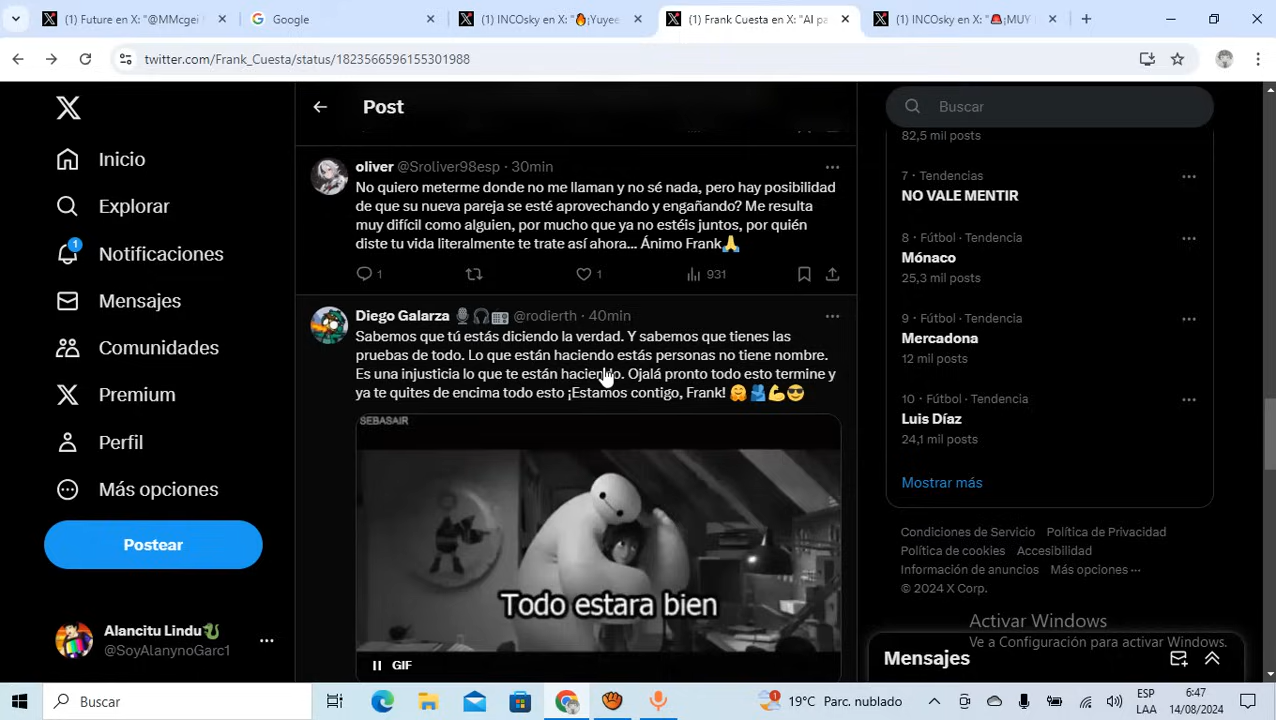 (1) Future en X: "@MMcgei
Google
(1) INCOsky en X: "🔥¡Yuyee
(1) Frank Cuesta en X: "Al pa
(1) INCOsky en X: "🚨¡MUY
twitter.com/Frank_Cuesta/status/1823566596155301988
Inicio
Explorar
1
Notificaciones
Mensajes
Comunidades
Premium
Perfil
Más opciones
Postear
Alancitu Lindu🐍
@SoyAlanynoGarc1
Post
oliver @Sroliver98esp · 30min
No quiero meterme donde no me llaman y no sé nada, pero hay posibilidad
de que su nueva pareja se esté aprovechando y engañando? Me resulta
muy difícil como alguien, por mucho que ya no estéis juntos, por quién
diste tu vida literalmente te trate así ahora... Ánimo Frank🙏
1 1 931
Diego Galarza 🎙️🎧📻 @rodierth · 40min
Sabemos que tú estás diciendo la verdad. Y sabemos que tienes las
pruebas de todo. Lo que están haciendo estás personas no tiene nombre.
Es una injusticia lo que te están haciendo. Ojalá pronto todo esto termine y
ya te quites de encima todo esto ¡Estamos contigo, Frank! 🤗🫂💪😎
SEBASAIR
Todo estara bien
GIF
Buscar
82,5 mil posts
7 · Tendencias
NO VALE MENTIR
8 · Fútbol · Tendencia
Mónaco
25,3 mil posts
9 · Fútbol · Tendencia
Mercadona
12 mil posts
10 · Fútbol · Tendencia
Luis Díaz
24,1 mil posts
Mostrar más
Condiciones de Servicio Política de Privacidad
Política de cookies Accesibilidad
Información de anuncios Más opciones ···
© 2024 X Corp.
Activar Windows
Ve a Configuración para activar Windows.
Mensajes
Buscar
19°C Parc. nublado
ESP
LAA
6:47
14/08/2024